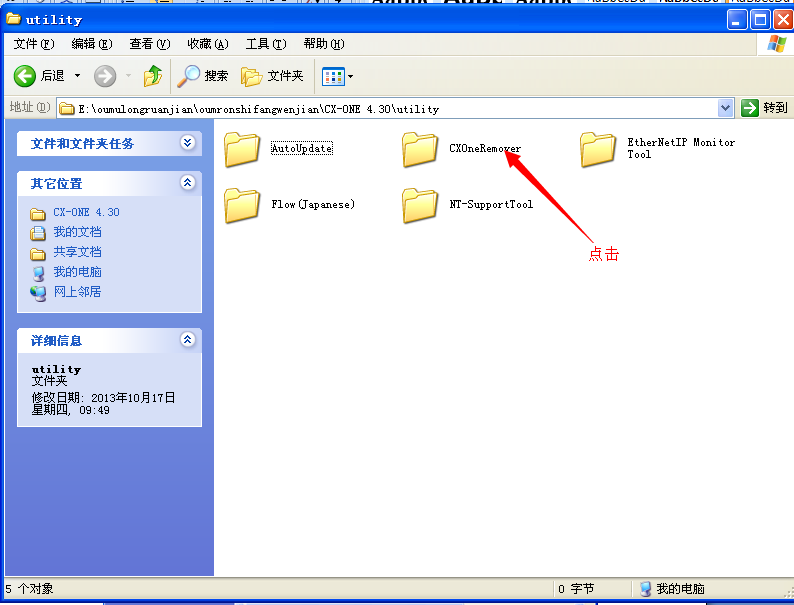 utility
文件(F) 编辑(E) 查看(V) 收藏(A) 工具(T) 帮助(H)
后退 搜索 文件夹
地址(D) E:\oumulongruanjian\oumronshifangwenjian\CX-ONE 4.30\utility 转到
文件和文件夹任务
其它位置
CX-ONE 4.30
我的文档
共享文档
我的电脑
网上邻居
详细信息
utility
文件夹
修改日期: 2013年10月17日
星期四, 09:49
AutoUpdate
CXOneRemover
EtherNetIP Monitor
Tool
Flow(Japanese)
NT-SupportTool
点击
5 个对象 0 字节 我的电脑